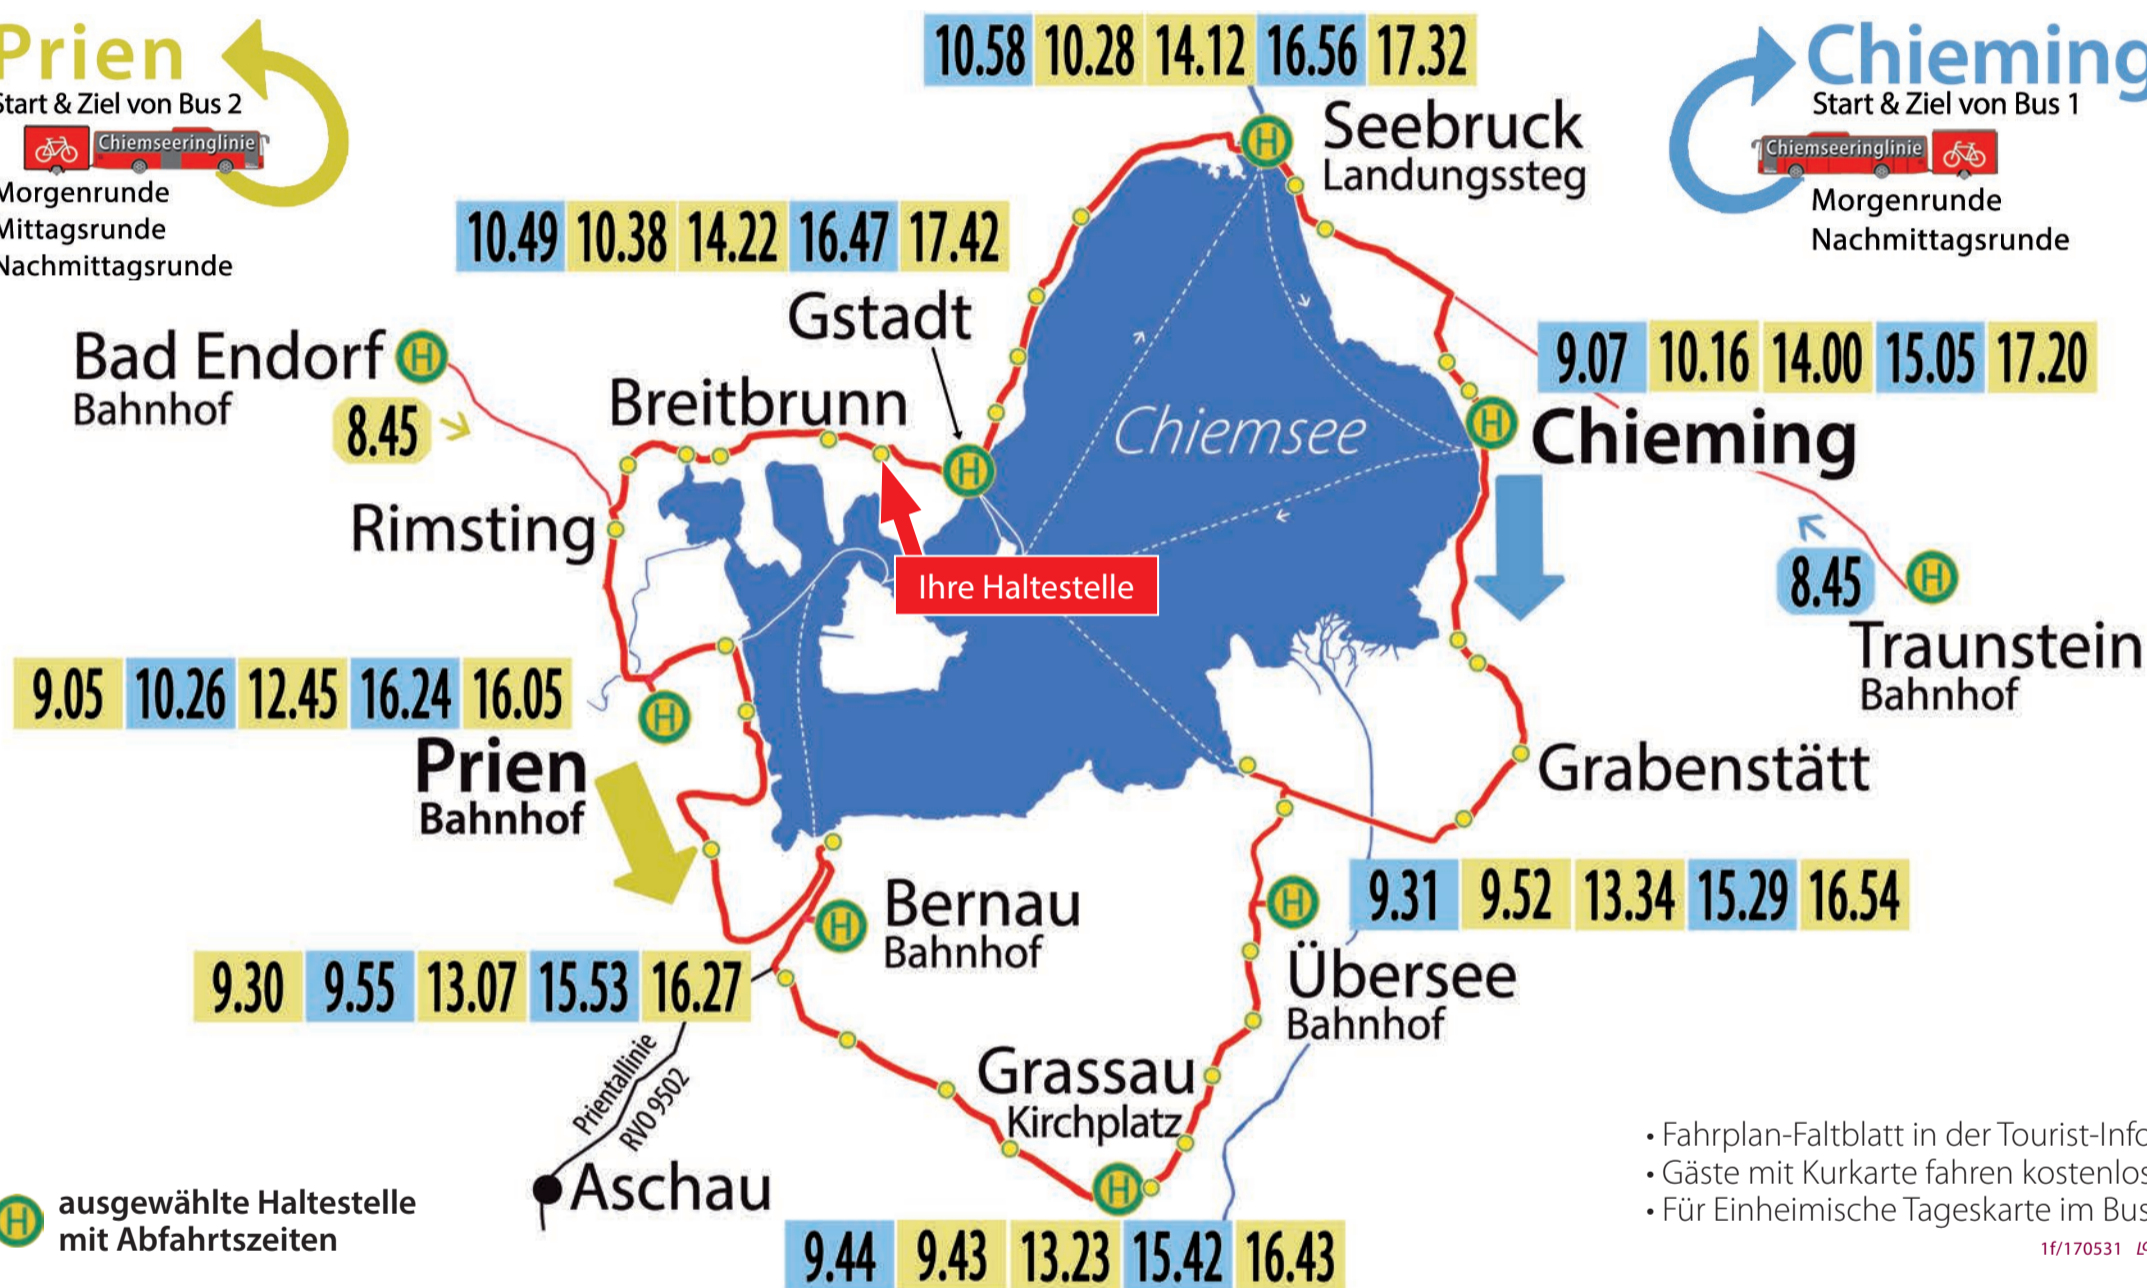 Prien
Start & Ziel von Bus 2
Chiemseeringlinie
Morgenrunde
Mittagsrunde
Nachmittagsrunde
10.58 10.28 14.12 16.56 17.32
Seebruck
Landungssteg
Chieming
Start & Ziel von Bus 1
Chiemseeringlinie
Morgenrunde
Nachmittagsrunde
10.49 10.38 14.22 16.47 17.42
Gstadt
Bad Endorf H
Bahnhof
8.45
Breitbrunn
Chiemsee
9.07 10.16 14.00 15.05 17.20
H Chieming
H
H
Rimsting
Ihre Haltestelle
8.45 H
Traunstein
Bahnhof
9.05 10.26 12.45 16.24 16.05
H
Prien
Bahnhof
Grabenstätt
H Bernau
Bahnhof
9.31 9.52 13.34 15.29 16.54
H
Übersee
Bahnhof
9.30 9.55 13.07 15.53 16.27
Prientallinie
RVO 9502
Aschau
Grassau
Kirchplatz
H
9.44 9.43 13.23 15.42 16.43
H ausgewählte Haltestelle
mit Abfahrtszeiten
• Fahrplan-Faltblatt in der Tourist-Info
• Gäste mit Kurkarte fahren kostenlos
• Für Einheimische Tageskarte im Bus
1f/170531